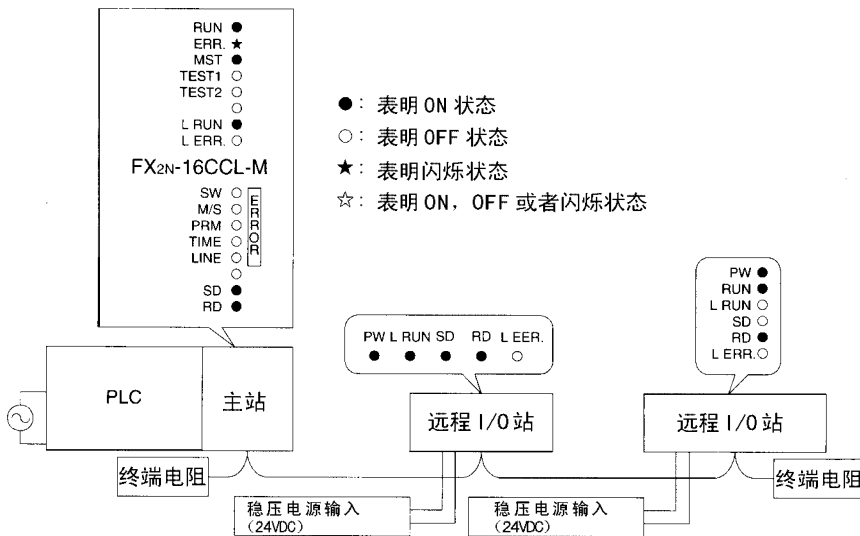 RUN ●
ERR. ★
MST ●
TEST1 ○
TEST2 ○
○
L RUN ●
L ERR. ○
FX2N-16CCL-M
SW ○
M/S ○
PRM ○
TIME ○
LINE ○
○
ERROR
SD ●
RD ●
●：表明 ON 状态
○：表明 OFF 状态
★：表明闪烁状态
☆：表明 ON，OFF 或者闪烁状态
PW L RUN SD RD L EER.
● ● ● ● ○
PW ●
RUN ●
L RUN ○
SD ○
RD ●
L ERR.○
PLC
主站
远程 I/O 站
远程 I/O 站
终端电阻
终端电阻
稳压电源输入
（24VDC）
稳压电源输入
（24VDC）